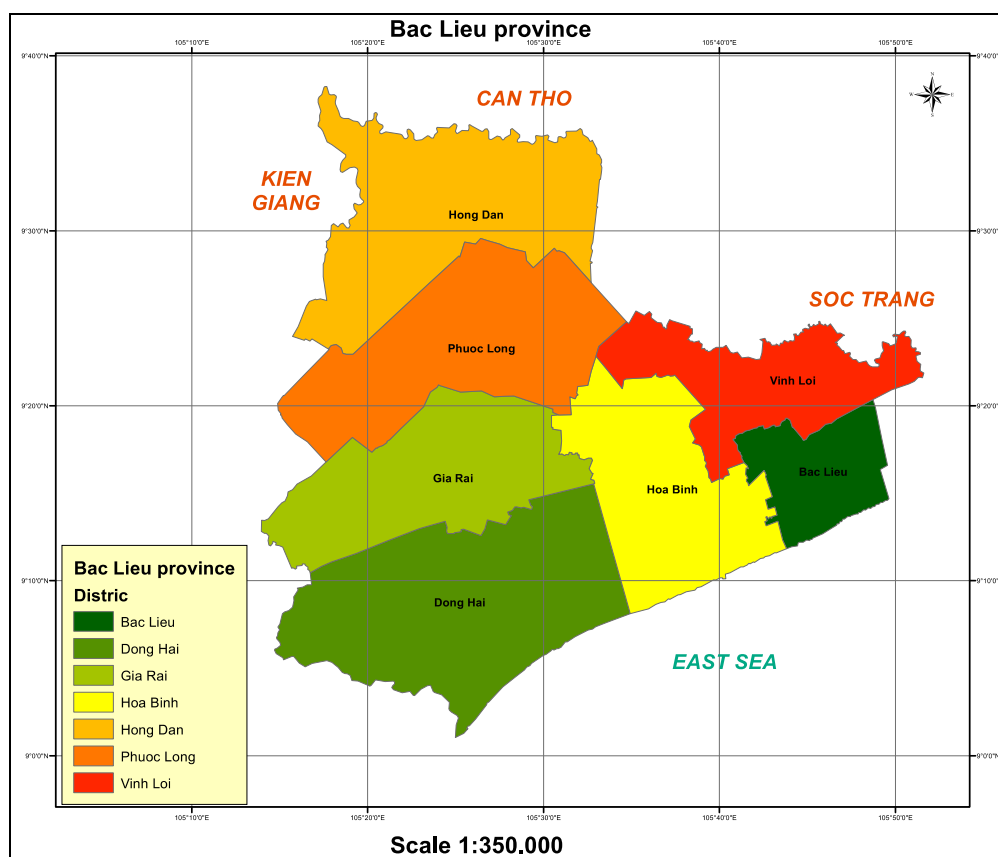 Bac Lieu province
105°10'0"E
105°20'0"E
105°30'0"E
105°40'0"E
105°50'0"E
9°40'0"N
9°40'0"N
N
W
E
S
CAN THO
KIEN
GIANG
Hong Dan
9°30'0"N
9°30'0"N
SOC TRANG
Phuoc Long
Vinh Loi
9°20'0"N
9°20'0"N
Gia Rai
Hoa Binh
Bac Lieu
9°10'0"N
9°10'0"N
Dong Hai
EAST SEA
Bac Lieu province
Distric
Bac Lieu
Dong Hai
Gia Rai
Hoa Binh
Hong Dan
Phuoc Long
Vinh Loi
9°0'0"N
9°0'0"N
105°10'0"E
105°20'0"E
105°30'0"E
105°40'0"E
105°50'0"E
Scale 1:350.000